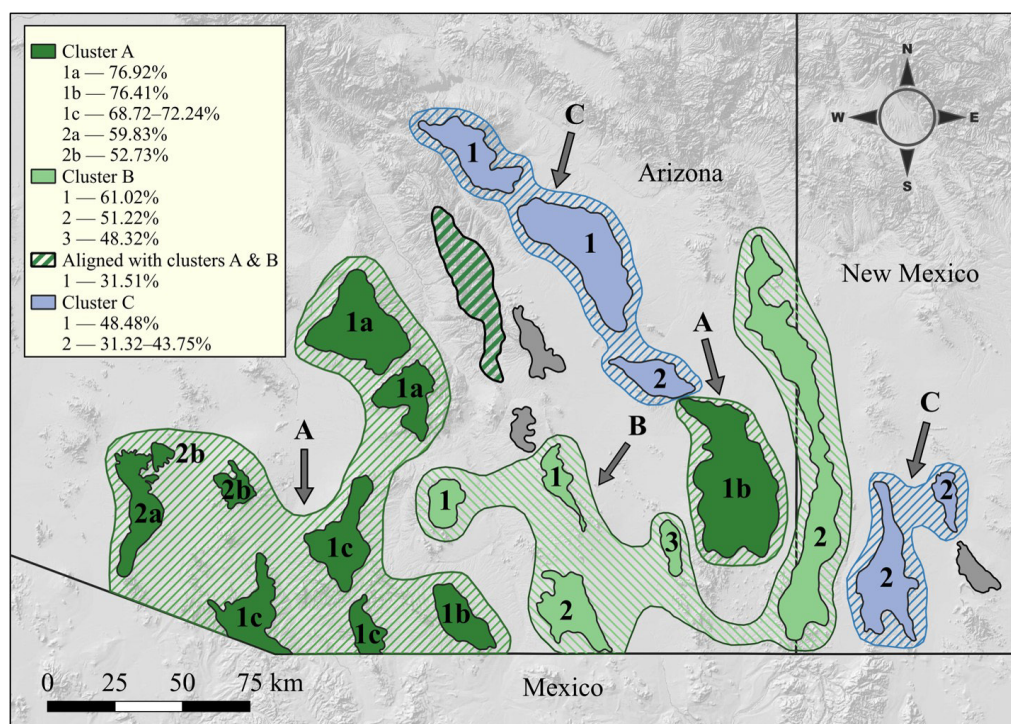 Cluster A
1a — 76.92%
1b — 76.41%
1c — 68.72–72.24%
2a — 59.83%
2b — 52.73%
Cluster B
1 — 61.02%
2 — 51.22%
3 — 48.32%
Aligned with clusters A & B
1 — 31.51%
Cluster C
1 — 48.48%
2 — 31.32–43.75%
N
W E
S
C
1
Arizona
1
New Mexico
1a
A
2
1a
C
B
A
2b
1
2
2b
1b
1
2a
3
2
1c
2
2
1b
1c
1c
0 25 50 75 km
Mexico